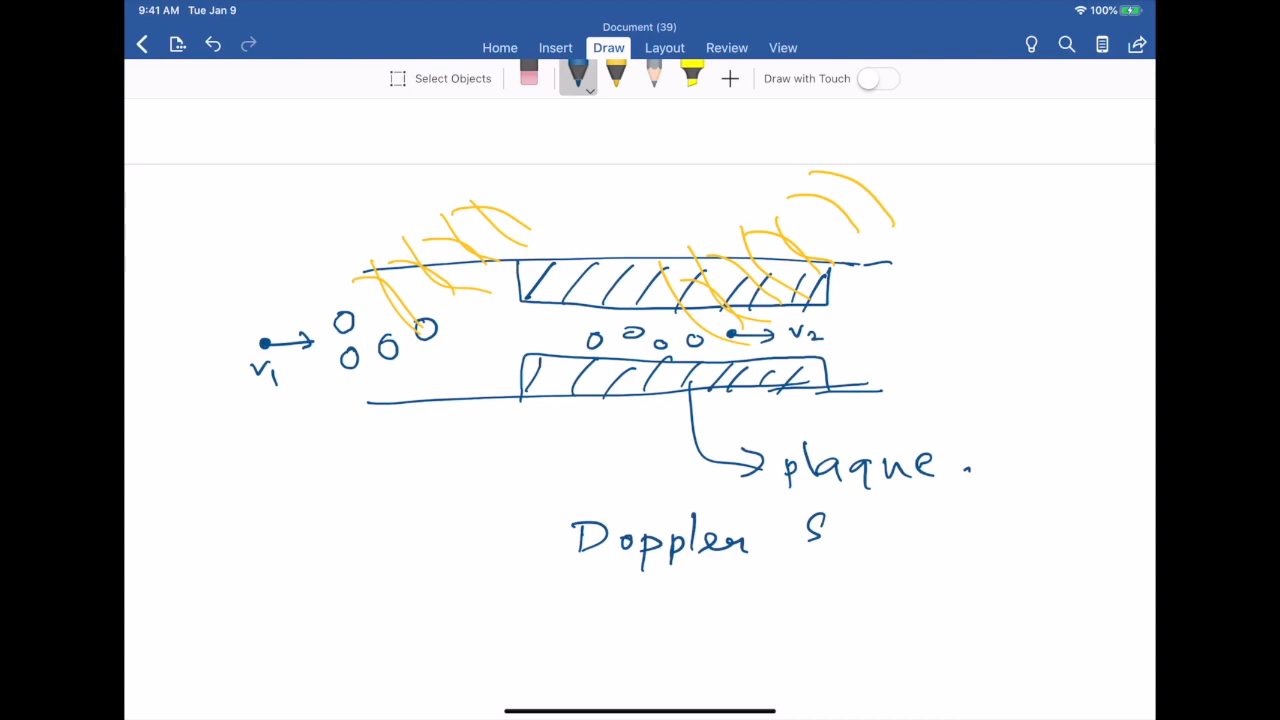 9:41 AM Tue Jan 9
100%
Document (39)
Home Insert Draw Layout Review View
Select Objects
Draw with Touch
v1
v2
plaque.
Doppler S